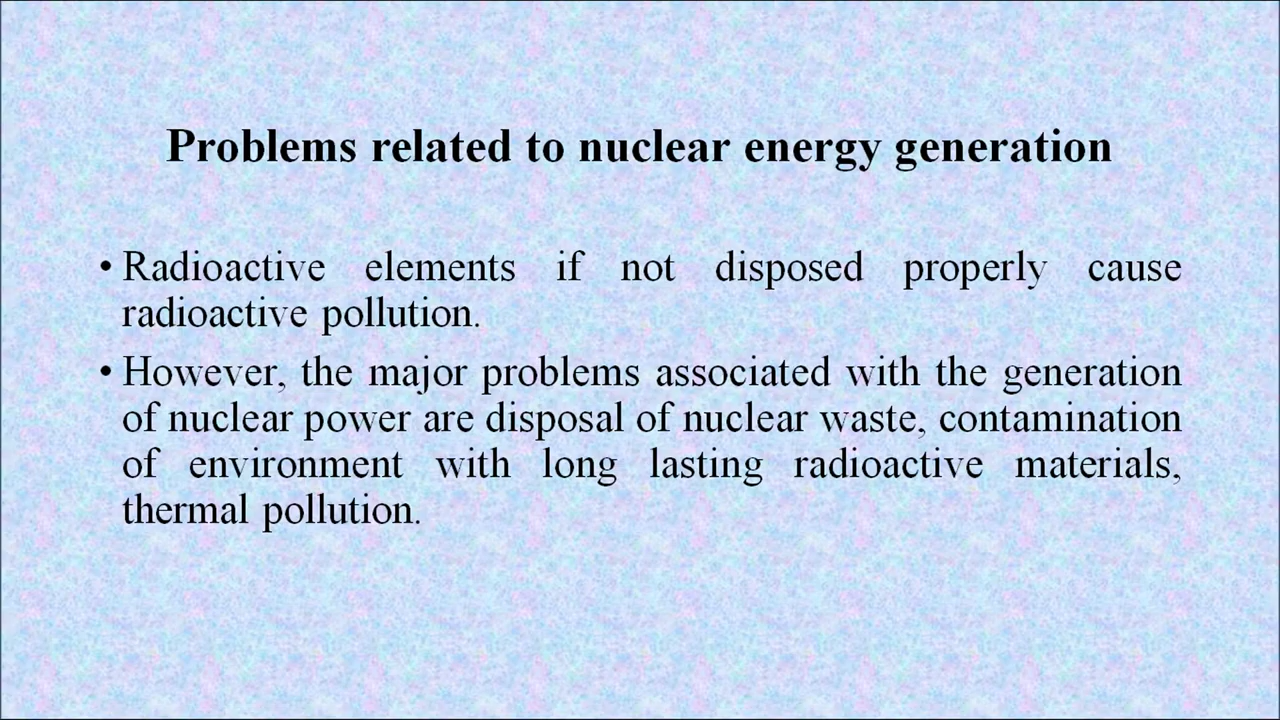 Problems related to nuclear energy generation
• Radioactive elements if not disposed properly cause
radioactive pollution.
• However, the major problems associated with the generation
of nuclear power are disposal of nuclear waste, contamination
of environment with long lasting radioactive materials,
thermal pollution.